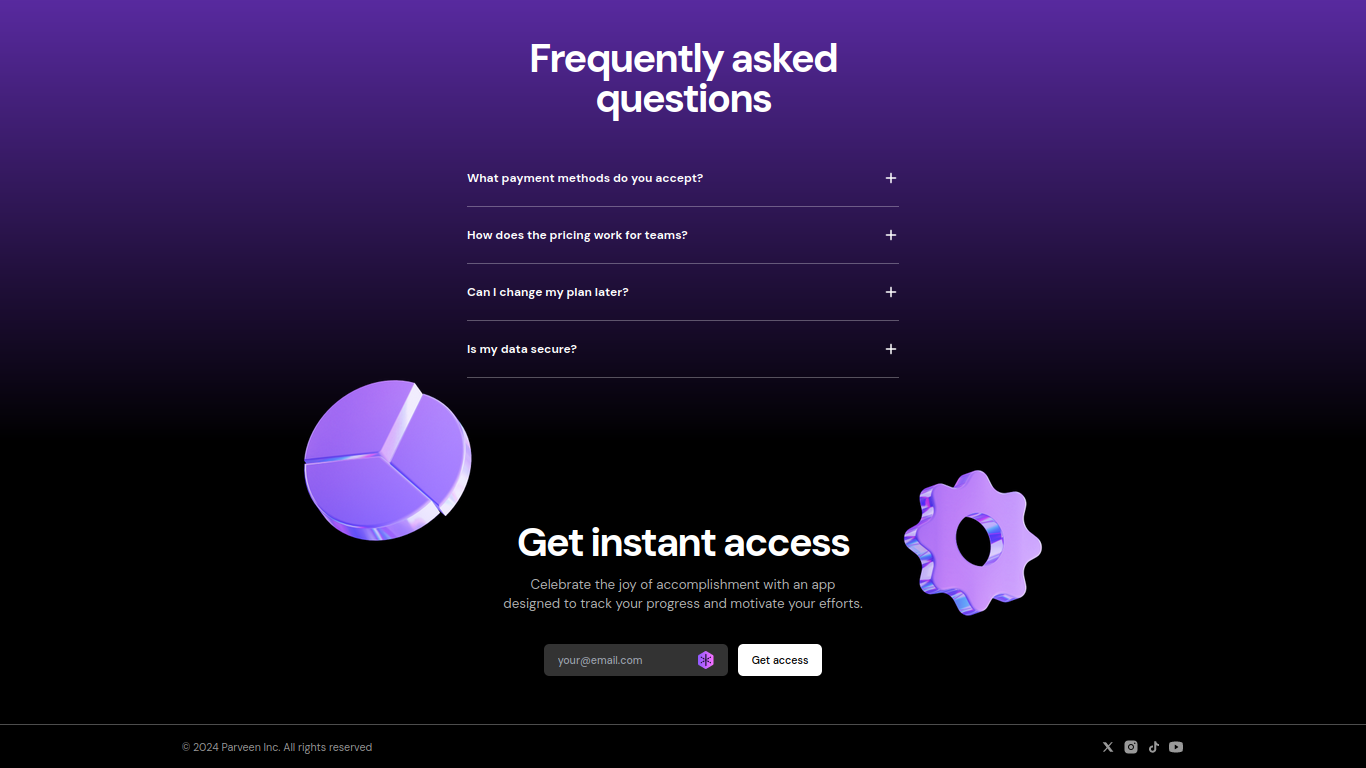 Frequently asked
questions
What payment methods do you accept?
How does the pricing work for teams?
Can I change my plan later?
Is my data secure?
Get instant access
Celebrate the joy of accomplishment with an app
designed to track your progress and motivate your efforts.
your@email.com
Get access
© 2024 Parveen Inc. All rights reserved